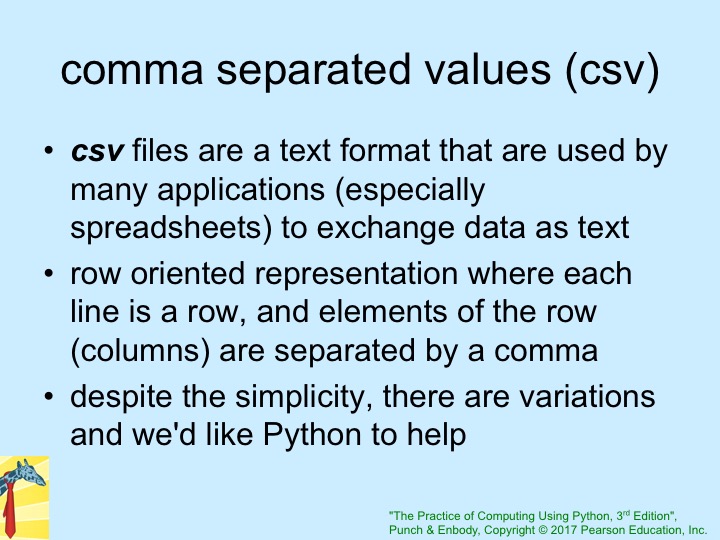 comma separated values (csv)
• csv files are a text format that are used by
many applications (especially
spreadsheets) to exchange data as text
• row oriented representation where each
line is a row, and elements of the row
(columns) are separated by a comma
• despite the simplicity, there are variations
and we'd like Python to help
"The Practice of Computing Using Python, 3rd Edition",
Punch & Enbody, Copyright © 2017 Pearson Education, Inc.